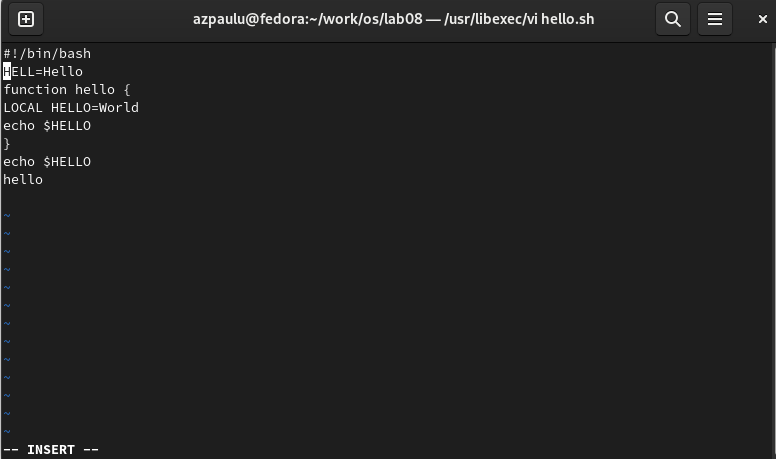 azpaulu@fedora:~/work/os/lab08 — /usr/libexec/vi hello.sh
#!/bin/bash
HELL=Hello
function hello {
LOCAL HELLO=World
echo $HELLO
}
echo $HELLO
hello
~
~
~
~
~
~
~
~
~
~
~
~
~
-- INSERT --